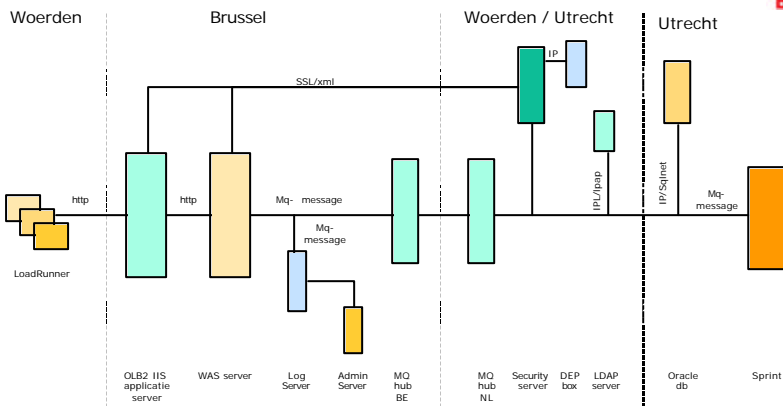 Woerden
Brussel
Woerden / Utrecht
Utrecht
SSL/xml
IP
http
http
Mq- message
Mq-
message
IPL/lpap
IP/Sqlnet
Mq-
message
LoadRunner
OLB2 IIS
applicatie
server
WAS server
Log
Server
Admin
Server
MQ
hub
BE
MQ
hub
NL
Security
server
DEP
box
LDAP
server
Oracle
db
Sprint